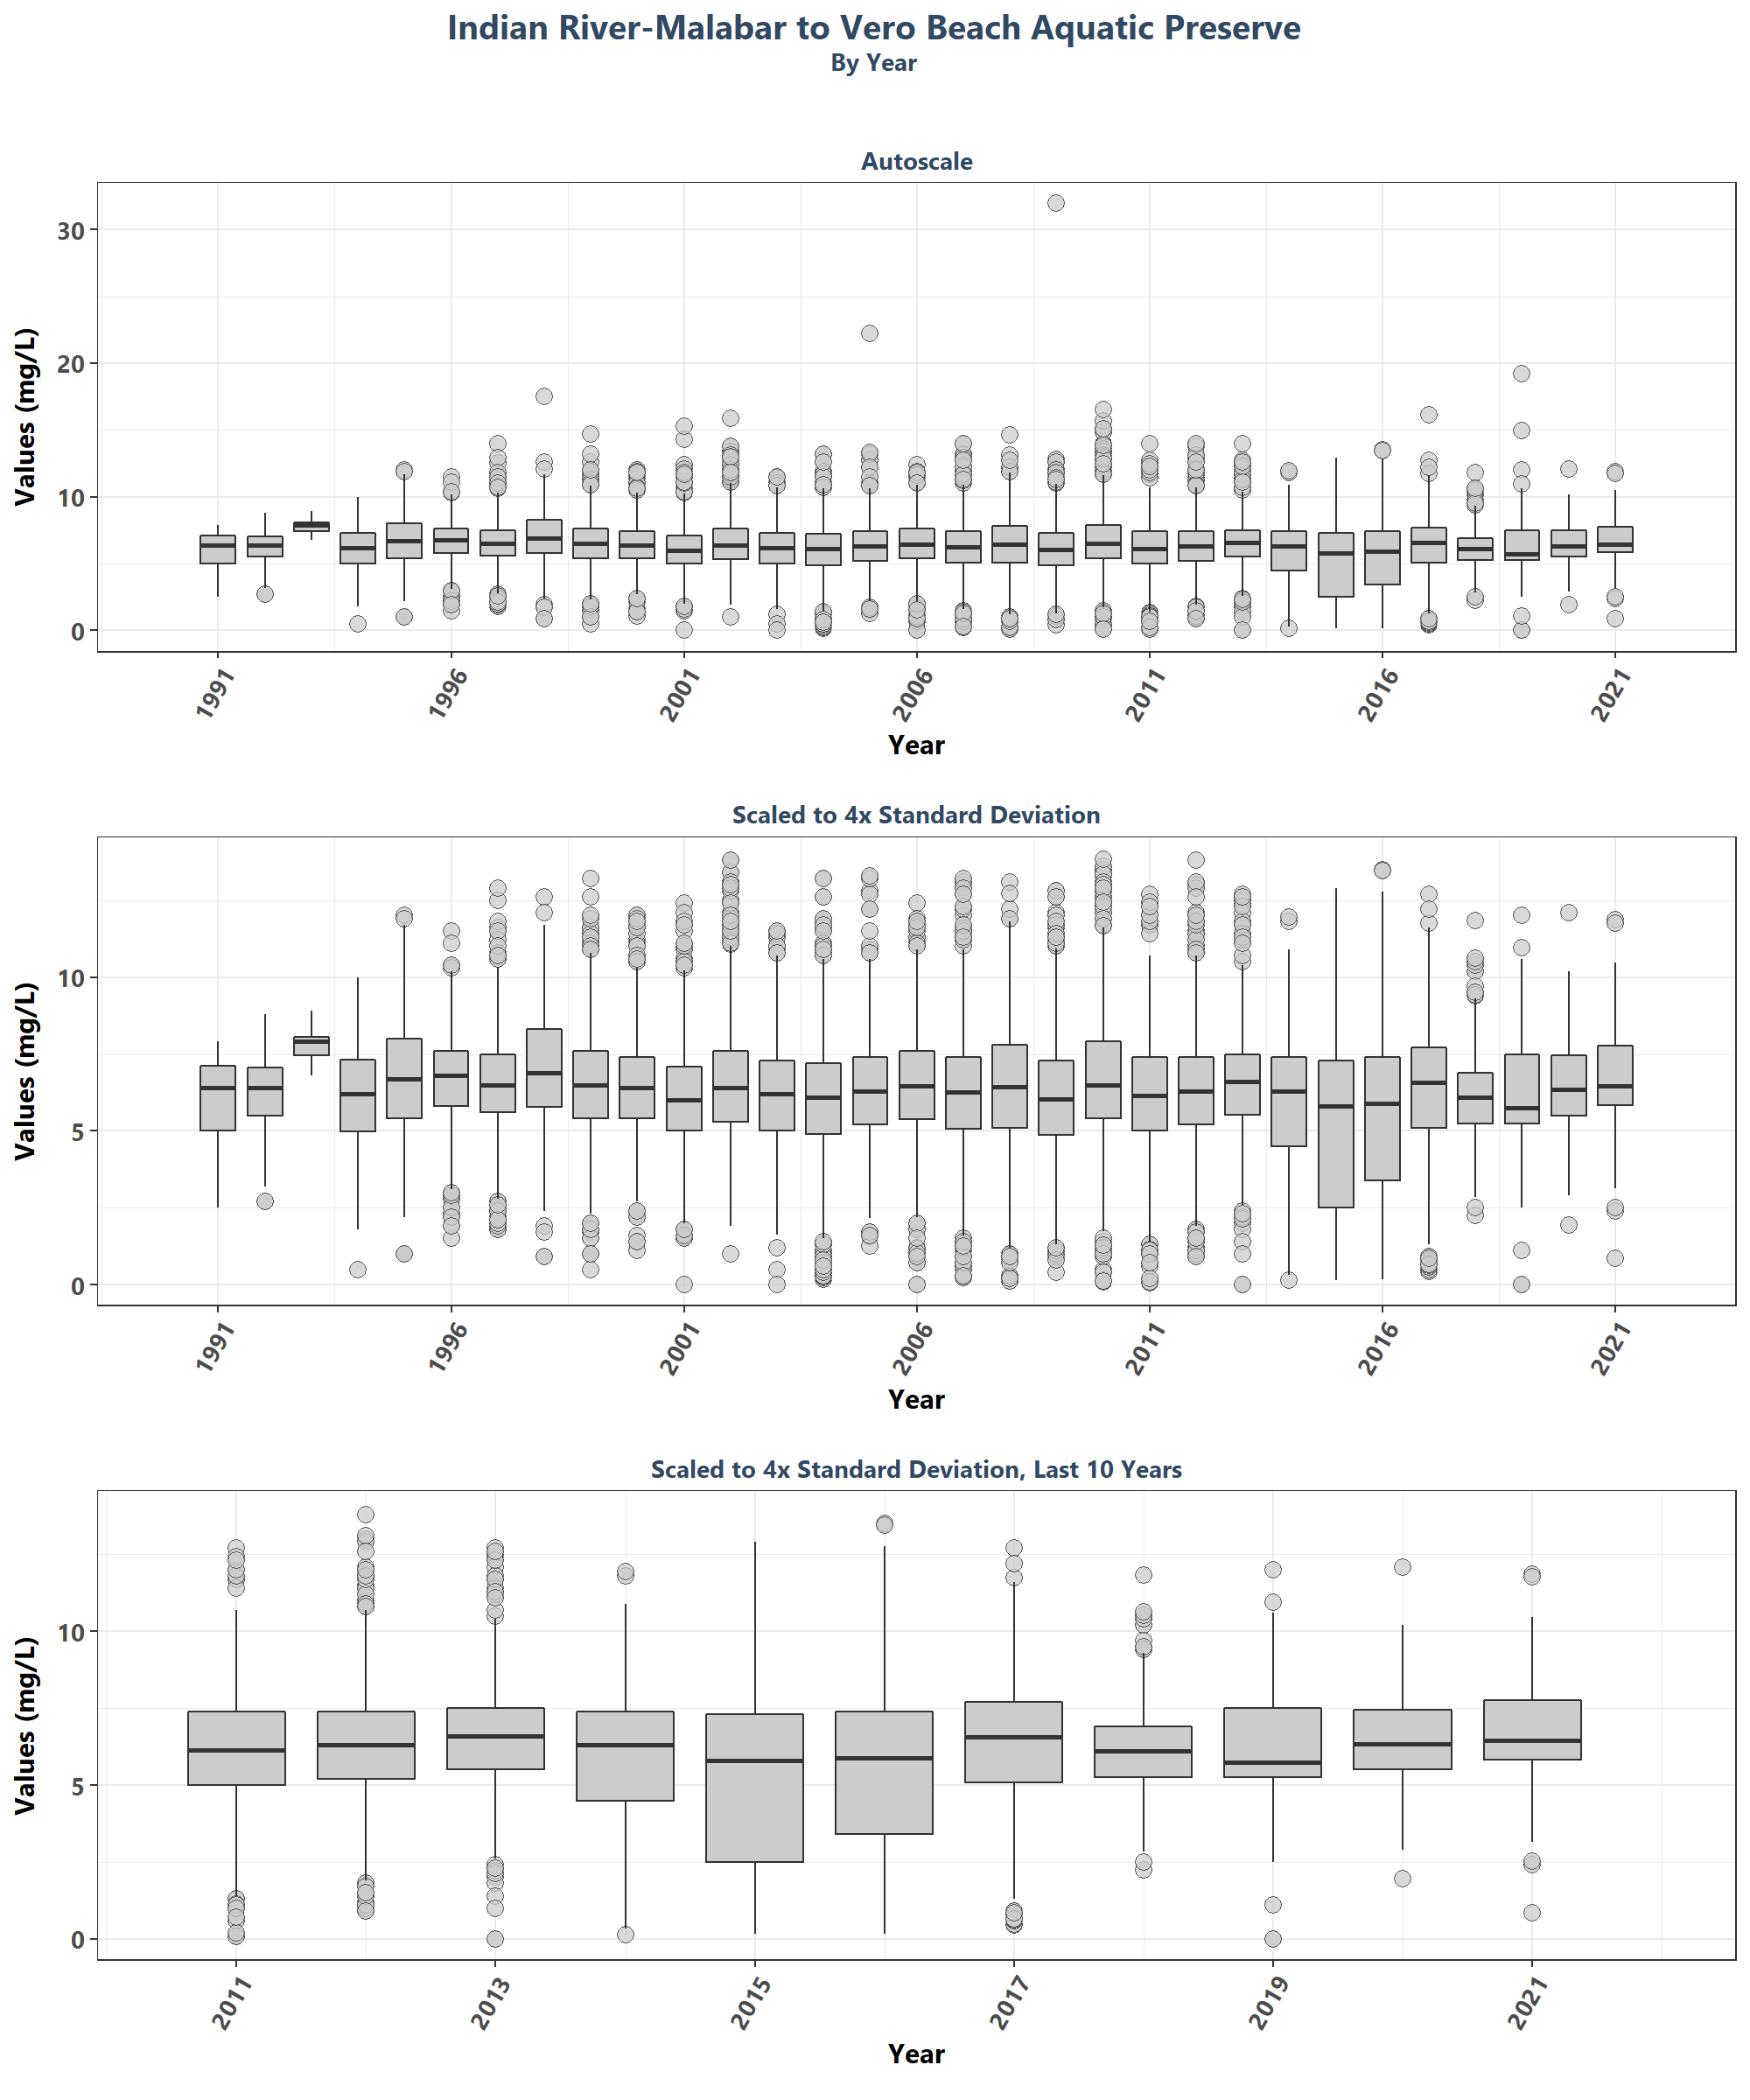 Indian River-Malabar to Vero Beach Aquatic Preserve
By Year
Autoscale
Values (mg/L)
30
20
10
0
1991
1996
2001
2006
2011
2016
2021
Year
Scaled to 4x Standard Deviation
Values (mg/L)
10
5
0
1991
1996
2001
2006
2011
2016
2021
Year
Scaled to 4x Standard Deviation, Last 10 Years
Values (mg/L)
10
5
0
2011
2013
2015
2017
2019
2021
Year